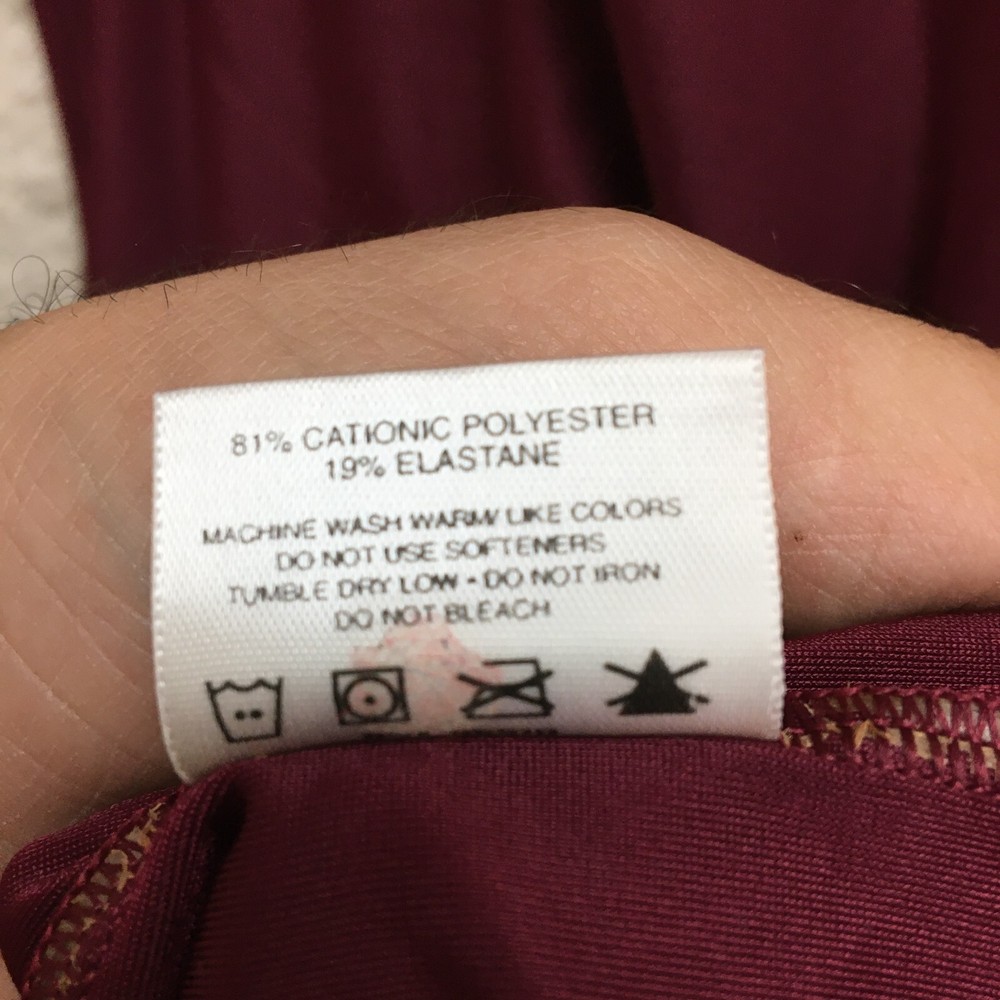 81% CATIONIC POLYESTER
19% ELASTANE
MACHINE WASH WARM/ LIKE COLORS
DO NOT USE SOFTENERS
TUMBLE DRY LOW - DO NOT IRON
DO NOT BLEACH